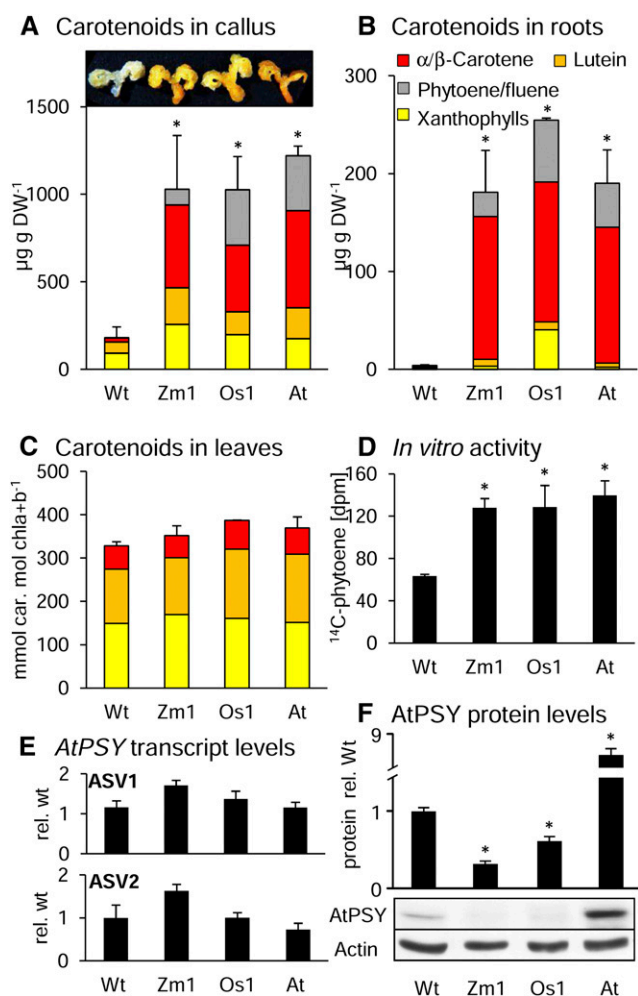 A Carotenoids in callus
1500
1000
500
0
µg g DW-1
* * *
Wt Zm1 Os1 At
B Carotenoids in roots
α/β-Carotene Lutein
Phytoene/fluene
Xanthophylls
300
200
100
0
µg g DW-1
* * *
Wt Zm1 Os1 At
C Carotenoids in leaves
500
400
300
200
100
0
mmol car. mol chla+b-1
Wt Zm1 Os1 At
D In vitro activity
160
120
80
40
0
14C-phytoene [dpm]
* * *
Wt Zm1 Os1 At
E AtPSY transcript levels
ASV1
2
1
0
rel. wt
ASV2
2
1
0
rel. wt
Wt Zm1 Os1 At
F AtPSY protein levels
9
1
0
protein rel. Wt
* * *
AtPSY
Actin
Wt Zm1 Os1 At